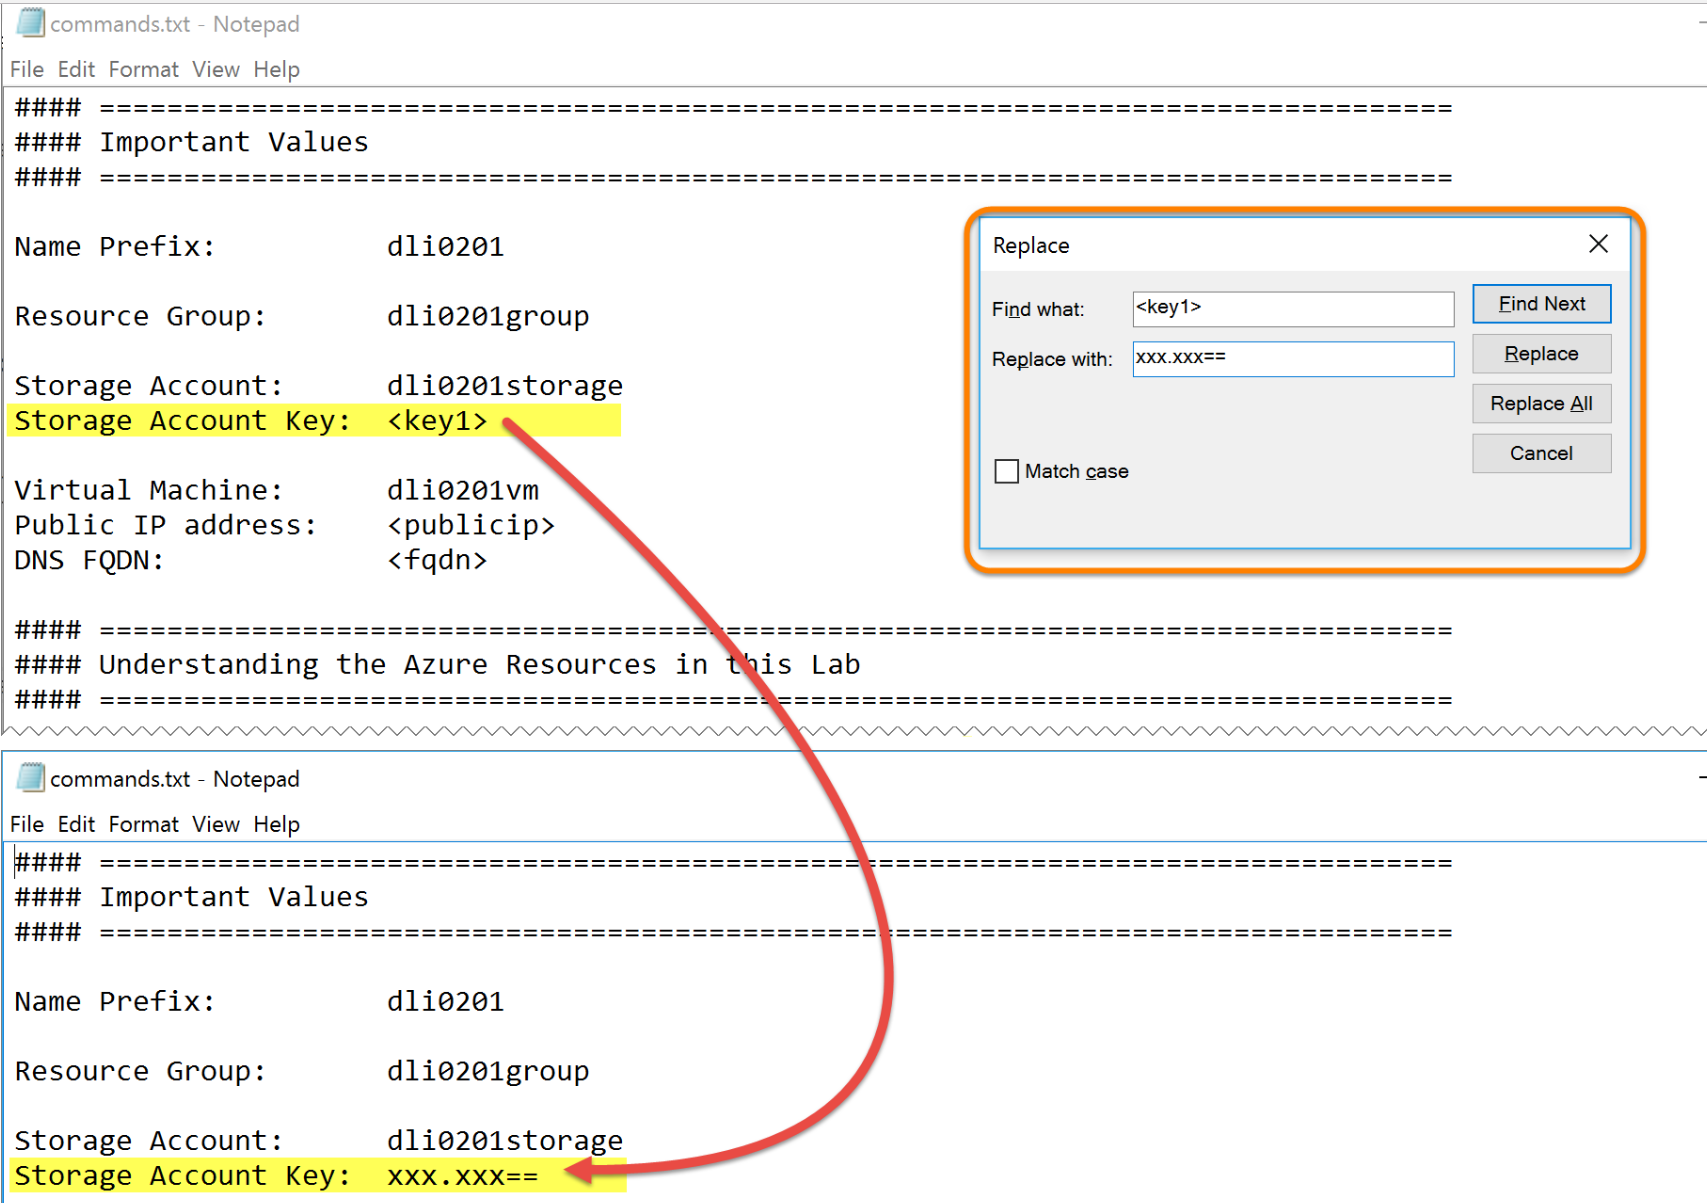 commands.txt - Notepad
File Edit Format View Help
#### ================================================================================
#### Important Values
#### ================================================================================
Name Prefix: dli0201
Resource Group: dli0201group
Storage Account: dli0201storage
Storage Account Key: <key1>
Virtual Machine: dli0201vm
Public IP address: <publicip>
DNS FQDN: <fqdn>
#### ================================================================================
#### Understanding the Azure Resources in this Lab
#### ================================================================================
Replace
Find what: <key1>
Find Next
Replace with: xxx.xxx==
Replace
Replace All
Cancel
Match case
commands.txt - Notepad
File Edit Format View Help
#### ================================================================================
#### Important Values
#### ================================================================================
Name Prefix: dli0201
Resource Group: dli0201group
Storage Account: dli0201storage
Storage Account Key: xxx.xxx==